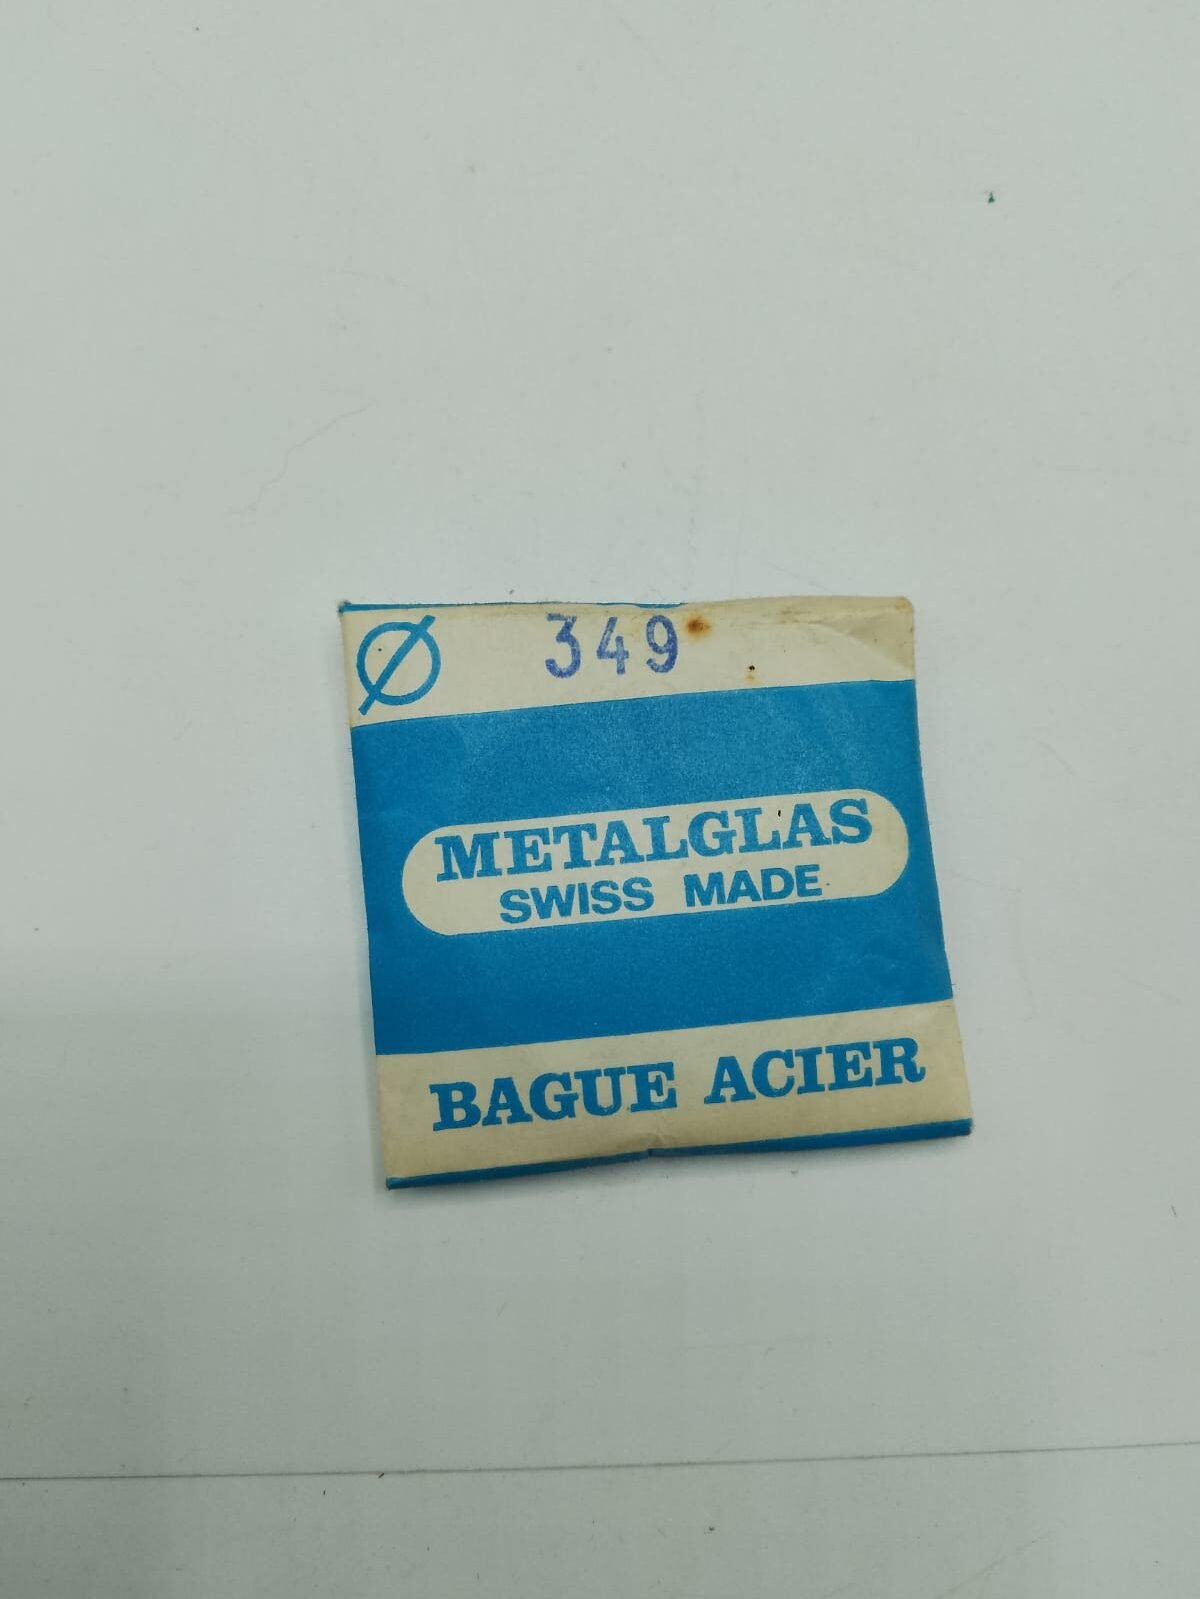 Ø 349
METALGLAS
SWISS MADE
BAGUE ACIER